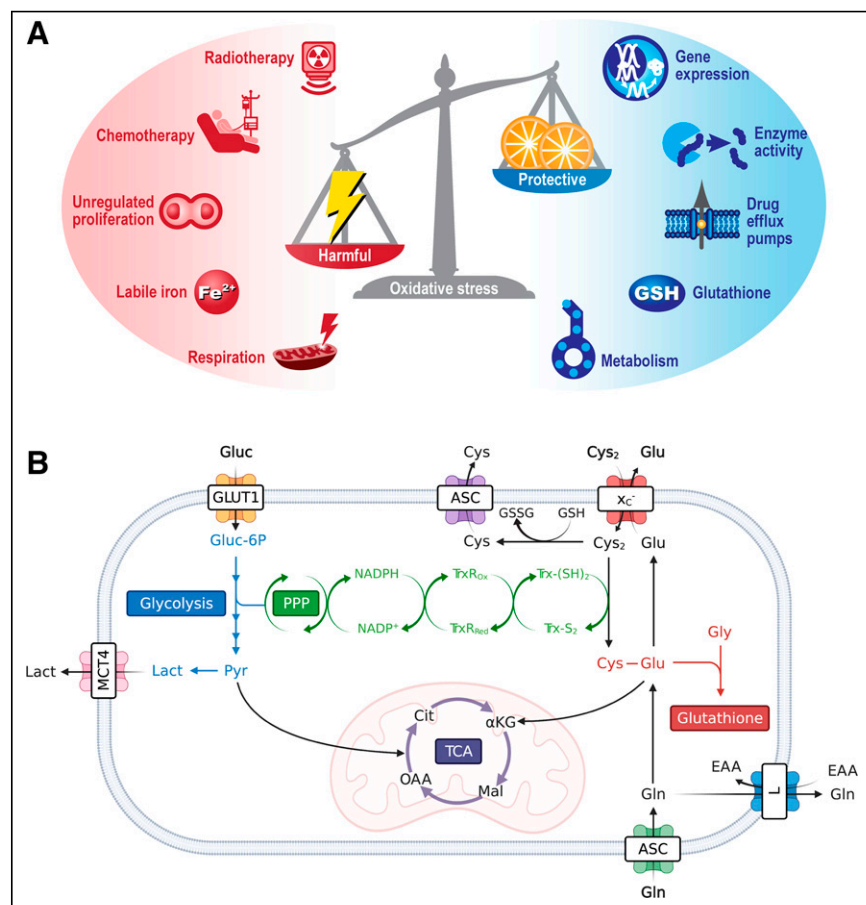 A
Radiotherapy
Chemotherapy
Unregulated
proliferation
Labile iron
Fe2+
Respiration
Harmful
Protective
Oxidative stress
Gene
expression
M
Enzyme
activity
Drug
efflux
pumps
GSH
Glutathione
Metabolism
B
Gluc
GLUT1
Gluc-6P
Glycolysis
PPP
NADPH
NADP+
TrxROx
TrxRRed
Trx-(SH)2
Trx-S2
Cys
ASC
Cys
GSSG
GSH
Cys2
Glu
xC-
Cys2
Glu
Lact
MCT4
Lact
Pyr
Cys
Glu
Gly
Glutathione
Cit
αKG
TCA
OAA
Mal
Gln
EAA
L
EAA
Gln
ASC
Gln